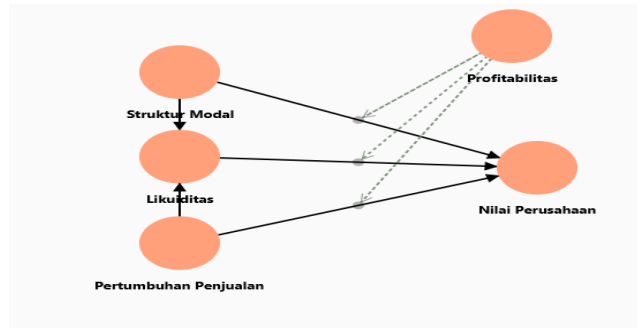 Profitabilitas
Struktur Modal
Likuiditas
Nilai Perusahaan
Pertumbuhan Penjualan